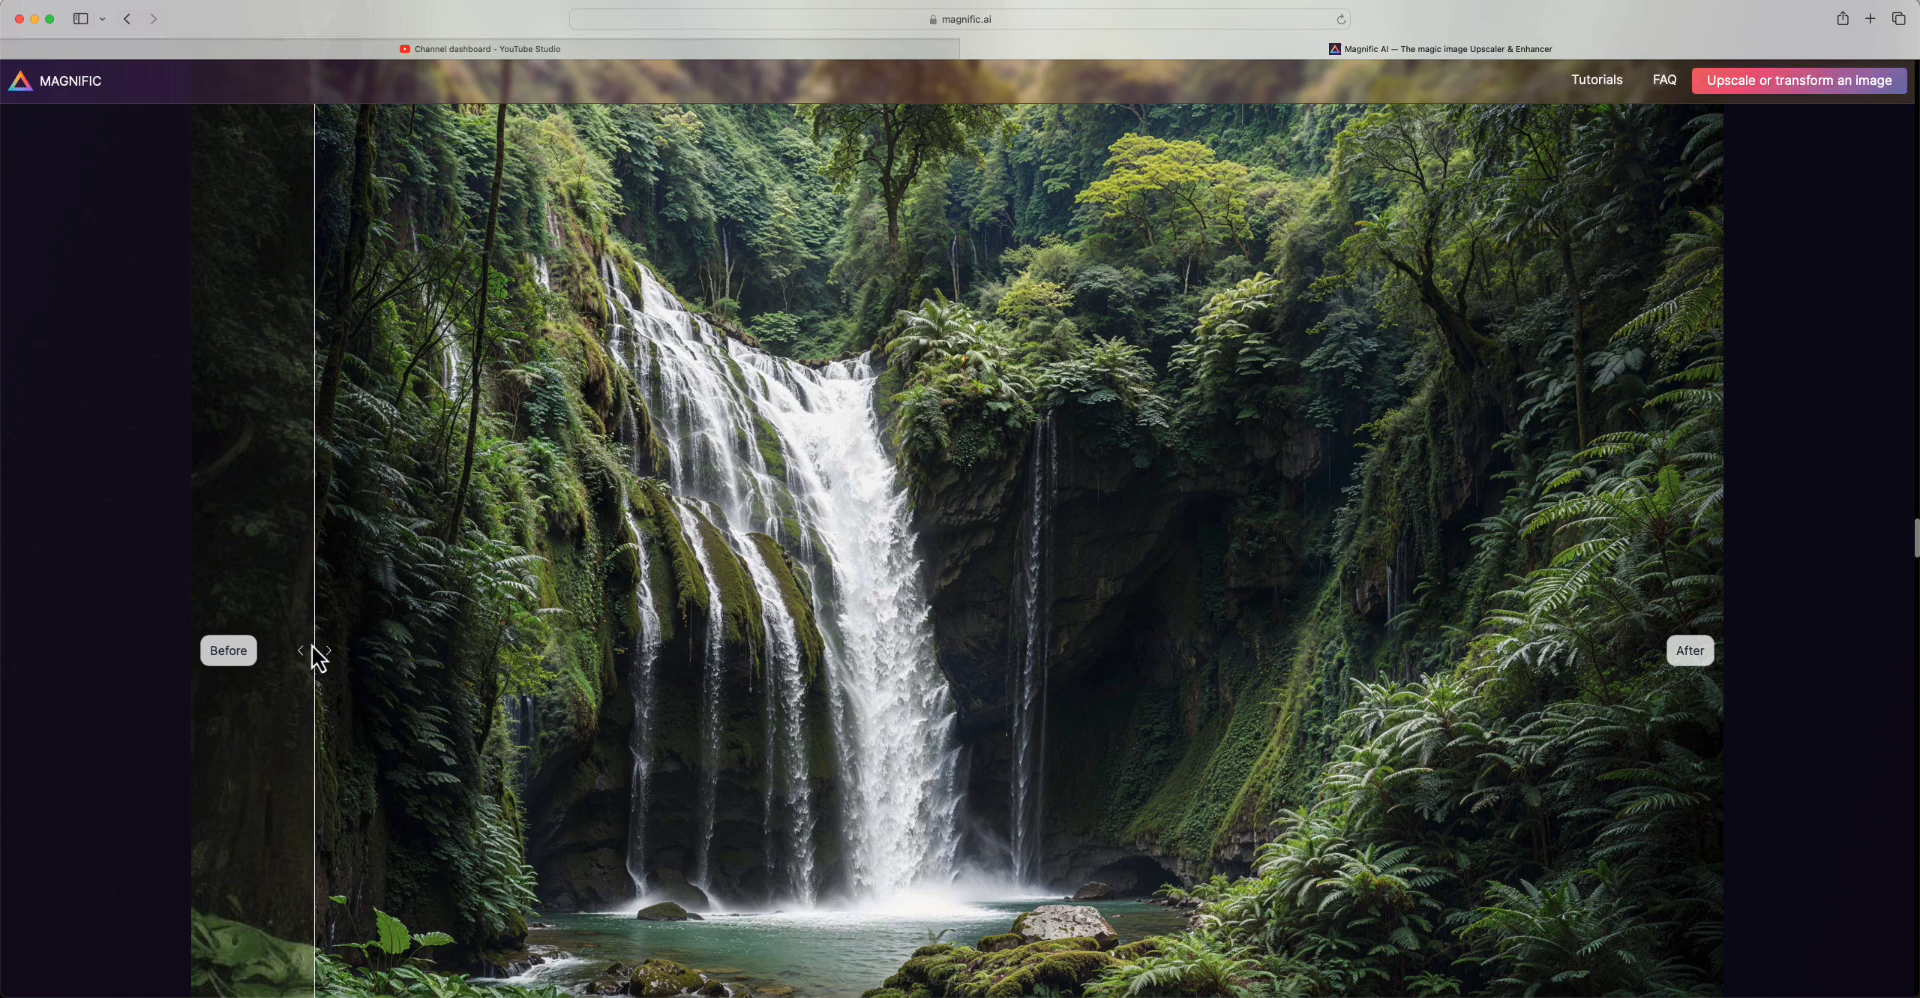 magnific.ai
Channel dashboard - YouTube Studio
Magnific AI — The magic image Upscaler & Enhancer
MAGNIFIC
Tutorials
FAQ
Upscale or transform an image
Before
After